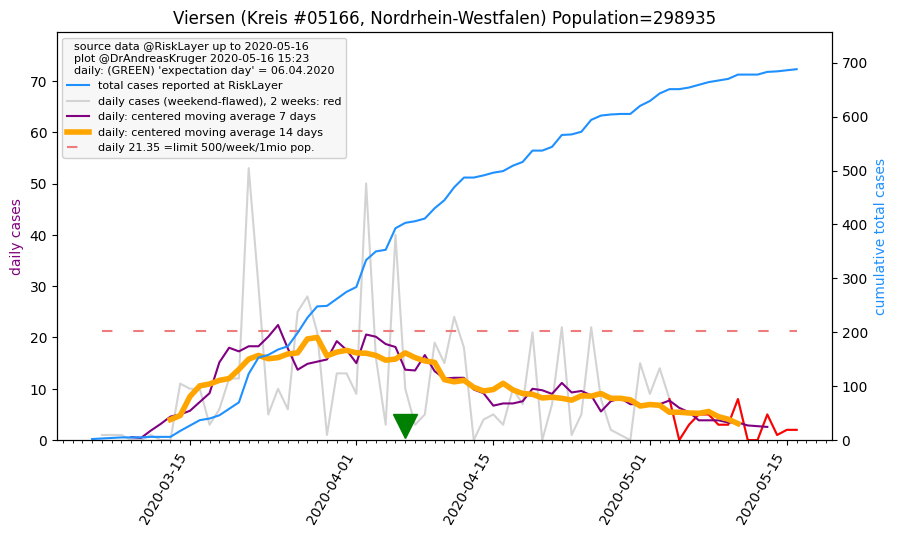 Viersen (Kreis #05166, Nordrhein-Westfalen) Population=298935
source data @RiskLayer up to 2020-05-16
plot @DrAndreasKruger 2020-05-16 15:23
daily: (GREEN) 'expectation day' = 06.04.2020
total cases reported at RiskLayer
daily cases (weekend-flawed), 2 weeks: red
daily: centered moving average 7 days
daily: centered moving average 14 days
daily 21.35 =limit 500/week/1mio pop.
daily cases
70
60
50
40
30
20
10
0
cumulative total cases
700
600
500
400
300
200
100
0
2020-03-15
2020-04-01
2020-04-15
2020-05-01
2020-05-15